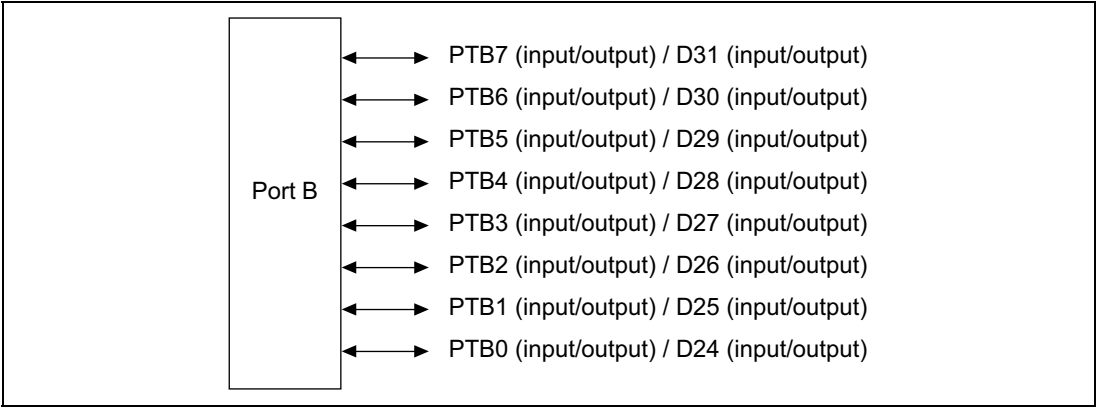 PTB7 (input/output) / D31 (input/output)
PTB6 (input/output) / D30 (input/output)
PTB5 (input/output) / D29 (input/output)
PTB4 (input/output) / D28 (input/output)
Port B
PTB3 (input/output) / D27 (input/output)
PTB2 (input/output) / D26 (input/output)
PTB1 (input/output) / D25 (input/output)
PTB0 (input/output) / D24 (input/output)